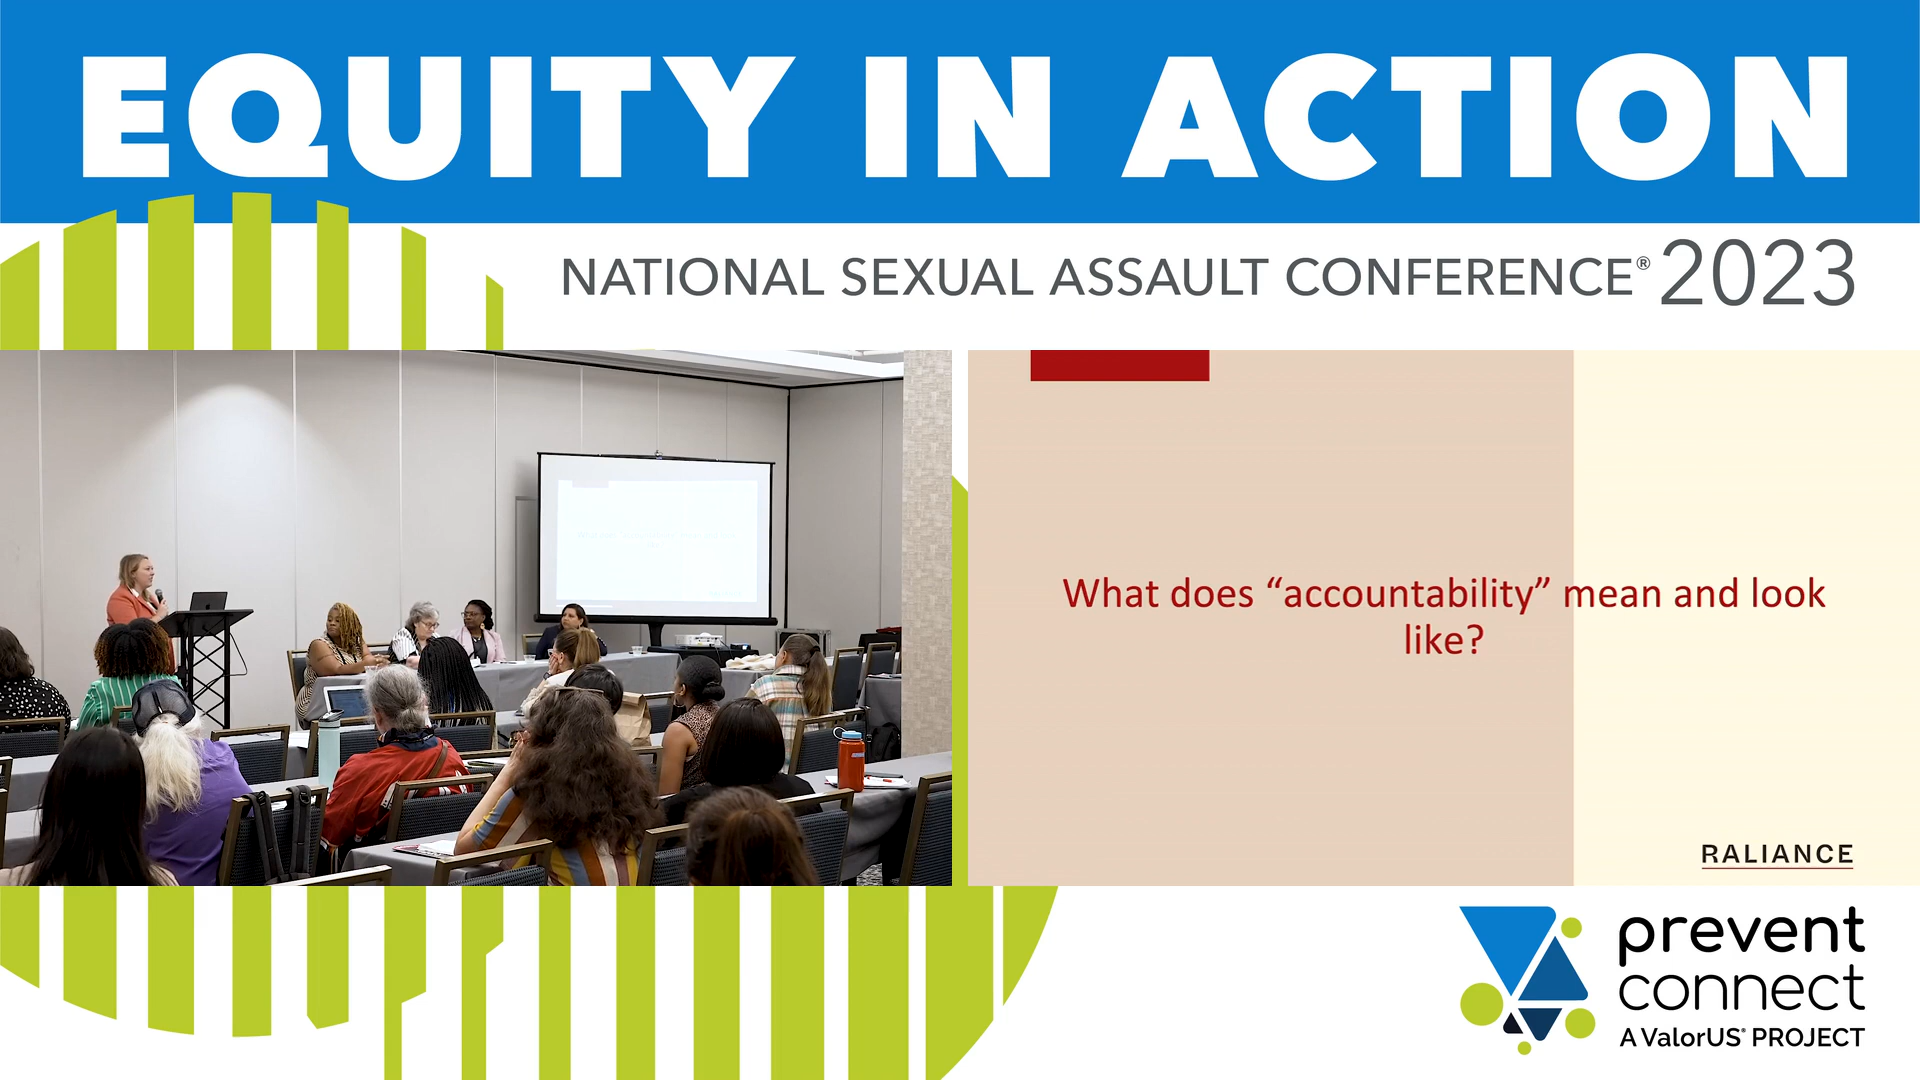 EQUITY IN ACTION
NATIONAL SEXUAL ASSAULT CONFERENCE® 2023
What does “accountability” mean and look
like?
RALIANCE
prevent
connect
A ValorUS® PROJECT